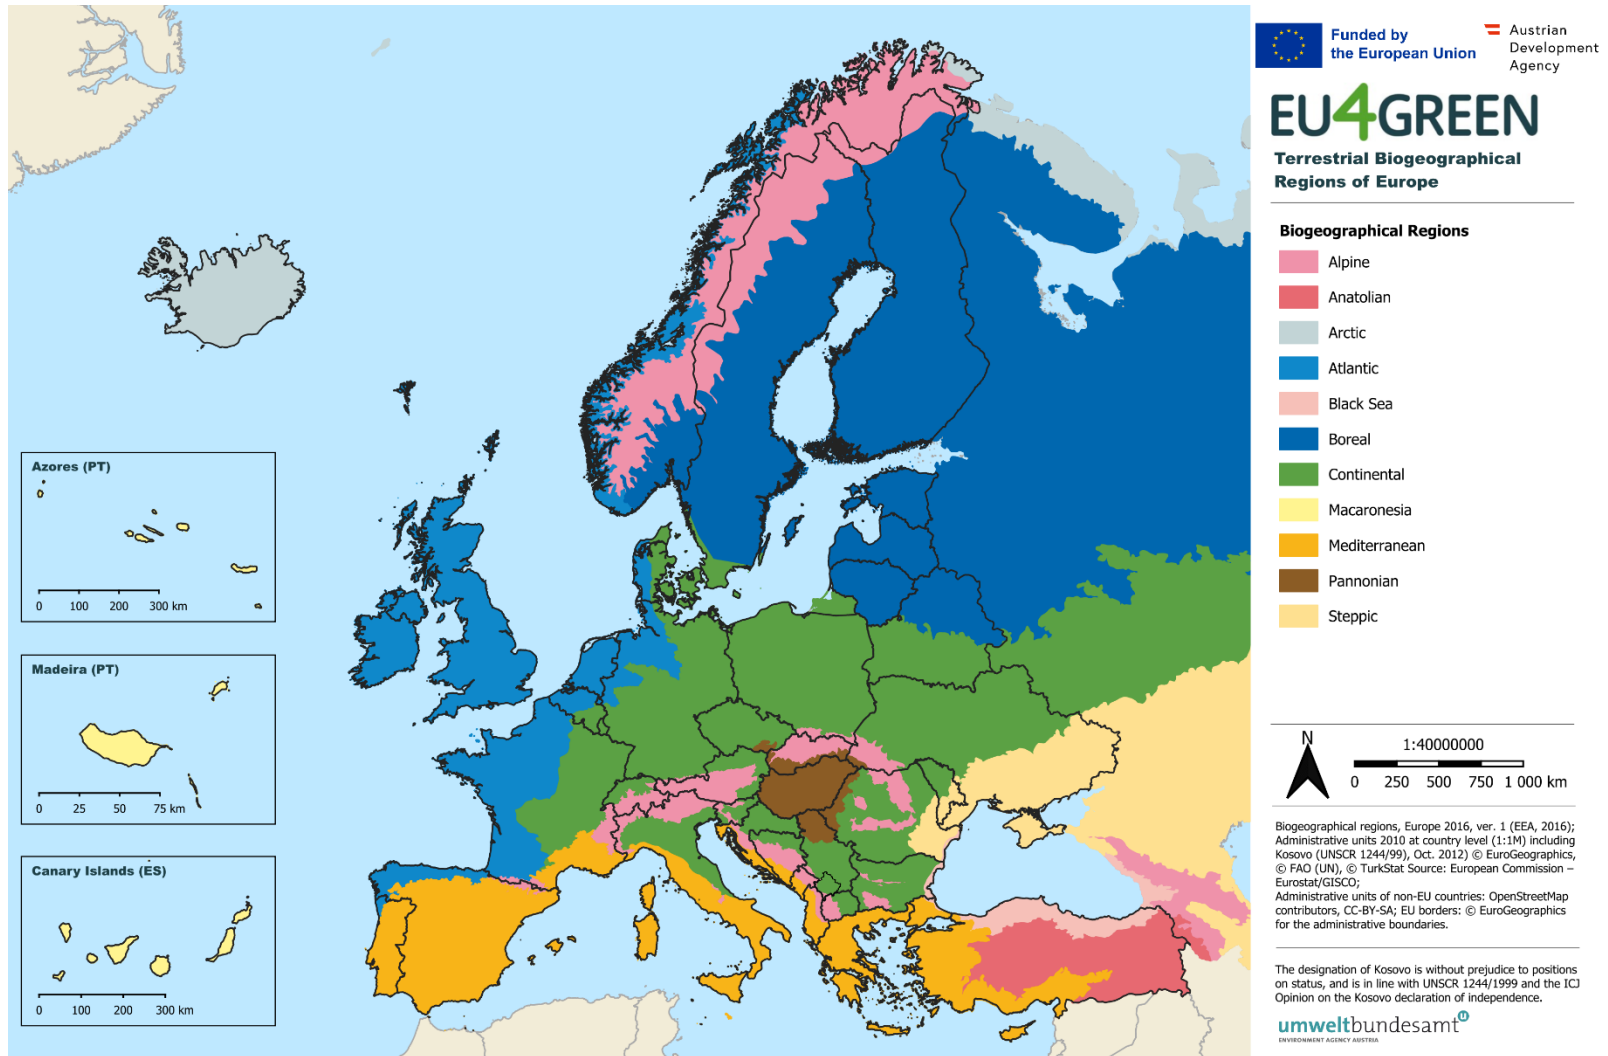 Funded by
the European Union
Austrian
Development
Agency
EU4GREEN
Terrestrial Biogeographical
Regions of Europe
Biogeographical Regions
Alpine
Anatolian
Arctic
Atlantic
Black Sea
Boreal
Continental
Macaronesia
Mediterranean
Pannonian
Steppic
Azores (PT)
0 100 200 300 km
Madeira (PT)
0 25 50 75 km
Canary Islands (ES)
0 100 200 300 km
N
1:40000000
0 250 500 750 1 000 km
Biogeographical regions, Europe 2016, ver. 1 (EEA, 2016);
Administrative units 2010 at country level (1:1M) including
Kosovo (UNSCR 1244/99), Oct. 2012) © EuroGeographics,
© FAO (UN), © TurkStat Source: European Commission –
Eurostat/GISCO;
Administrative units of non-EU countries: OpenStreetMap
contributors, CC-BY-SA; EU borders: © EuroGeographics
for the administrative boundaries.
The designation of Kosovo is without prejudice to positions
on status, and is in line with UNSCR 1244/1999 and the ICJ
Opinion on the Kosovo declaration of independence.
umweltbundesamt u
ENVIRONMENT AGENCY AUSTRIA